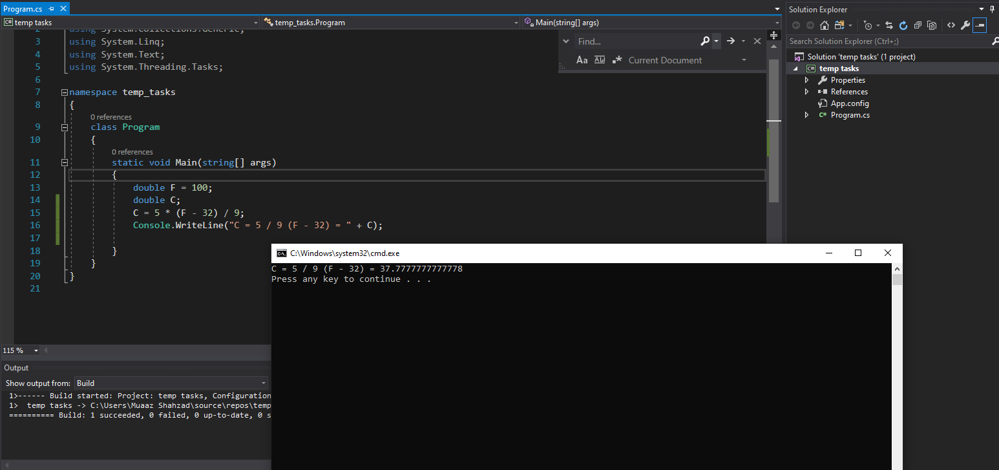 Program.cs
temp tasks
temp_tasks.Program
Main(string[] args)
2 using System.Collections.Generic;
3 using System.Linq;
4 using System.Text;
5 using System.Threading.Tasks;
6
7 namespace temp_tasks
8 {
0 references
9 class Program
10 {
0 references
11 static void Main(string[] args)
12 {
13 double F = 100;
14 double C;
15 C = 5 * (F - 32) / 9;
16 Console.WriteLine("C = 5 / 9 (F - 32) = " + C);
17
18 }
19 }
20 }
21
Find...
Aa Ab .*
Current Document
115 %
Output
Show output from: Build
1>------ Build started: Project: temp tasks, Configuration
1> temp tasks -> C:\Users\Muaaz Shahzad\source\repos\temp
========== Build: 1 succeeded, 0 failed, 0 up-to-date, 0 s
C:\Windows\system32\cmd.exe
C = 5 / 9 (F - 32) = 37.7777777777778
Press any key to continue . . .
Solution Explorer
Search Solution Explorer (Ctrl+;)
Solution 'temp tasks' (1 project)
C# temp tasks
Properties
References
App.config
C# Program.cs